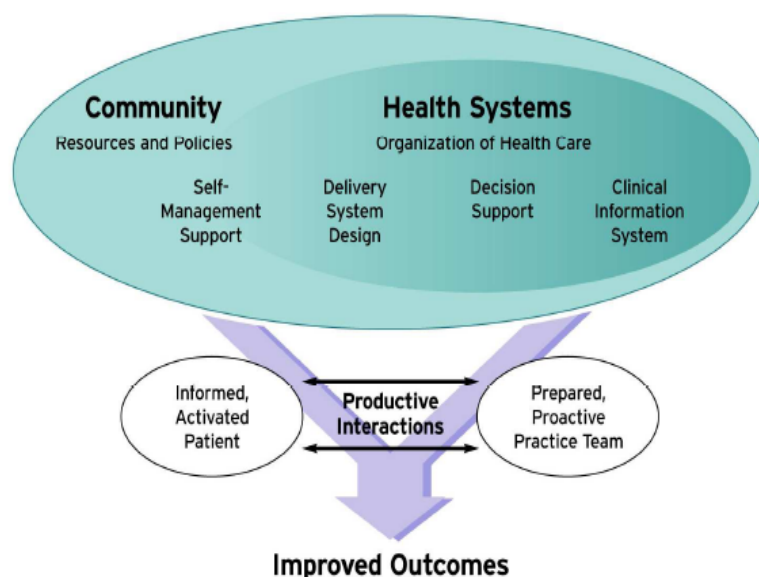 Community
Resources and Policies
Health Systems
Organization of Health Care
Self-
Management
Support
Delivery
System
Design
Decision
Support
Clinical
Information
System
Informed,
Activated
Patient
Productive
Interactions
Prepared,
Proactive
Practice Team
Improved Outcomes